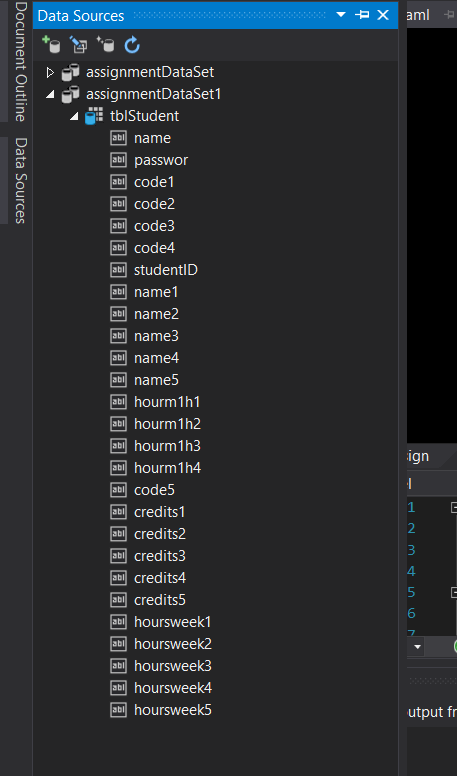 Document Outline
Data Sources
Data Sources
assignmentDataSet
assignmentDataSet1
tblStudent
name
passwor
code1
code2
code3
code4
studentID
name1
name2
name3
name4
name5
hourm1h1
hourm1h2
hourm1h3
hourm1h4
code5
credits1
credits2
credits3
credits4
credits5
hoursweek1
hoursweek2
hoursweek3
hoursweek4
hoursweek5
aml
ign
l
1
2
3
4
5
6
7
utput fr